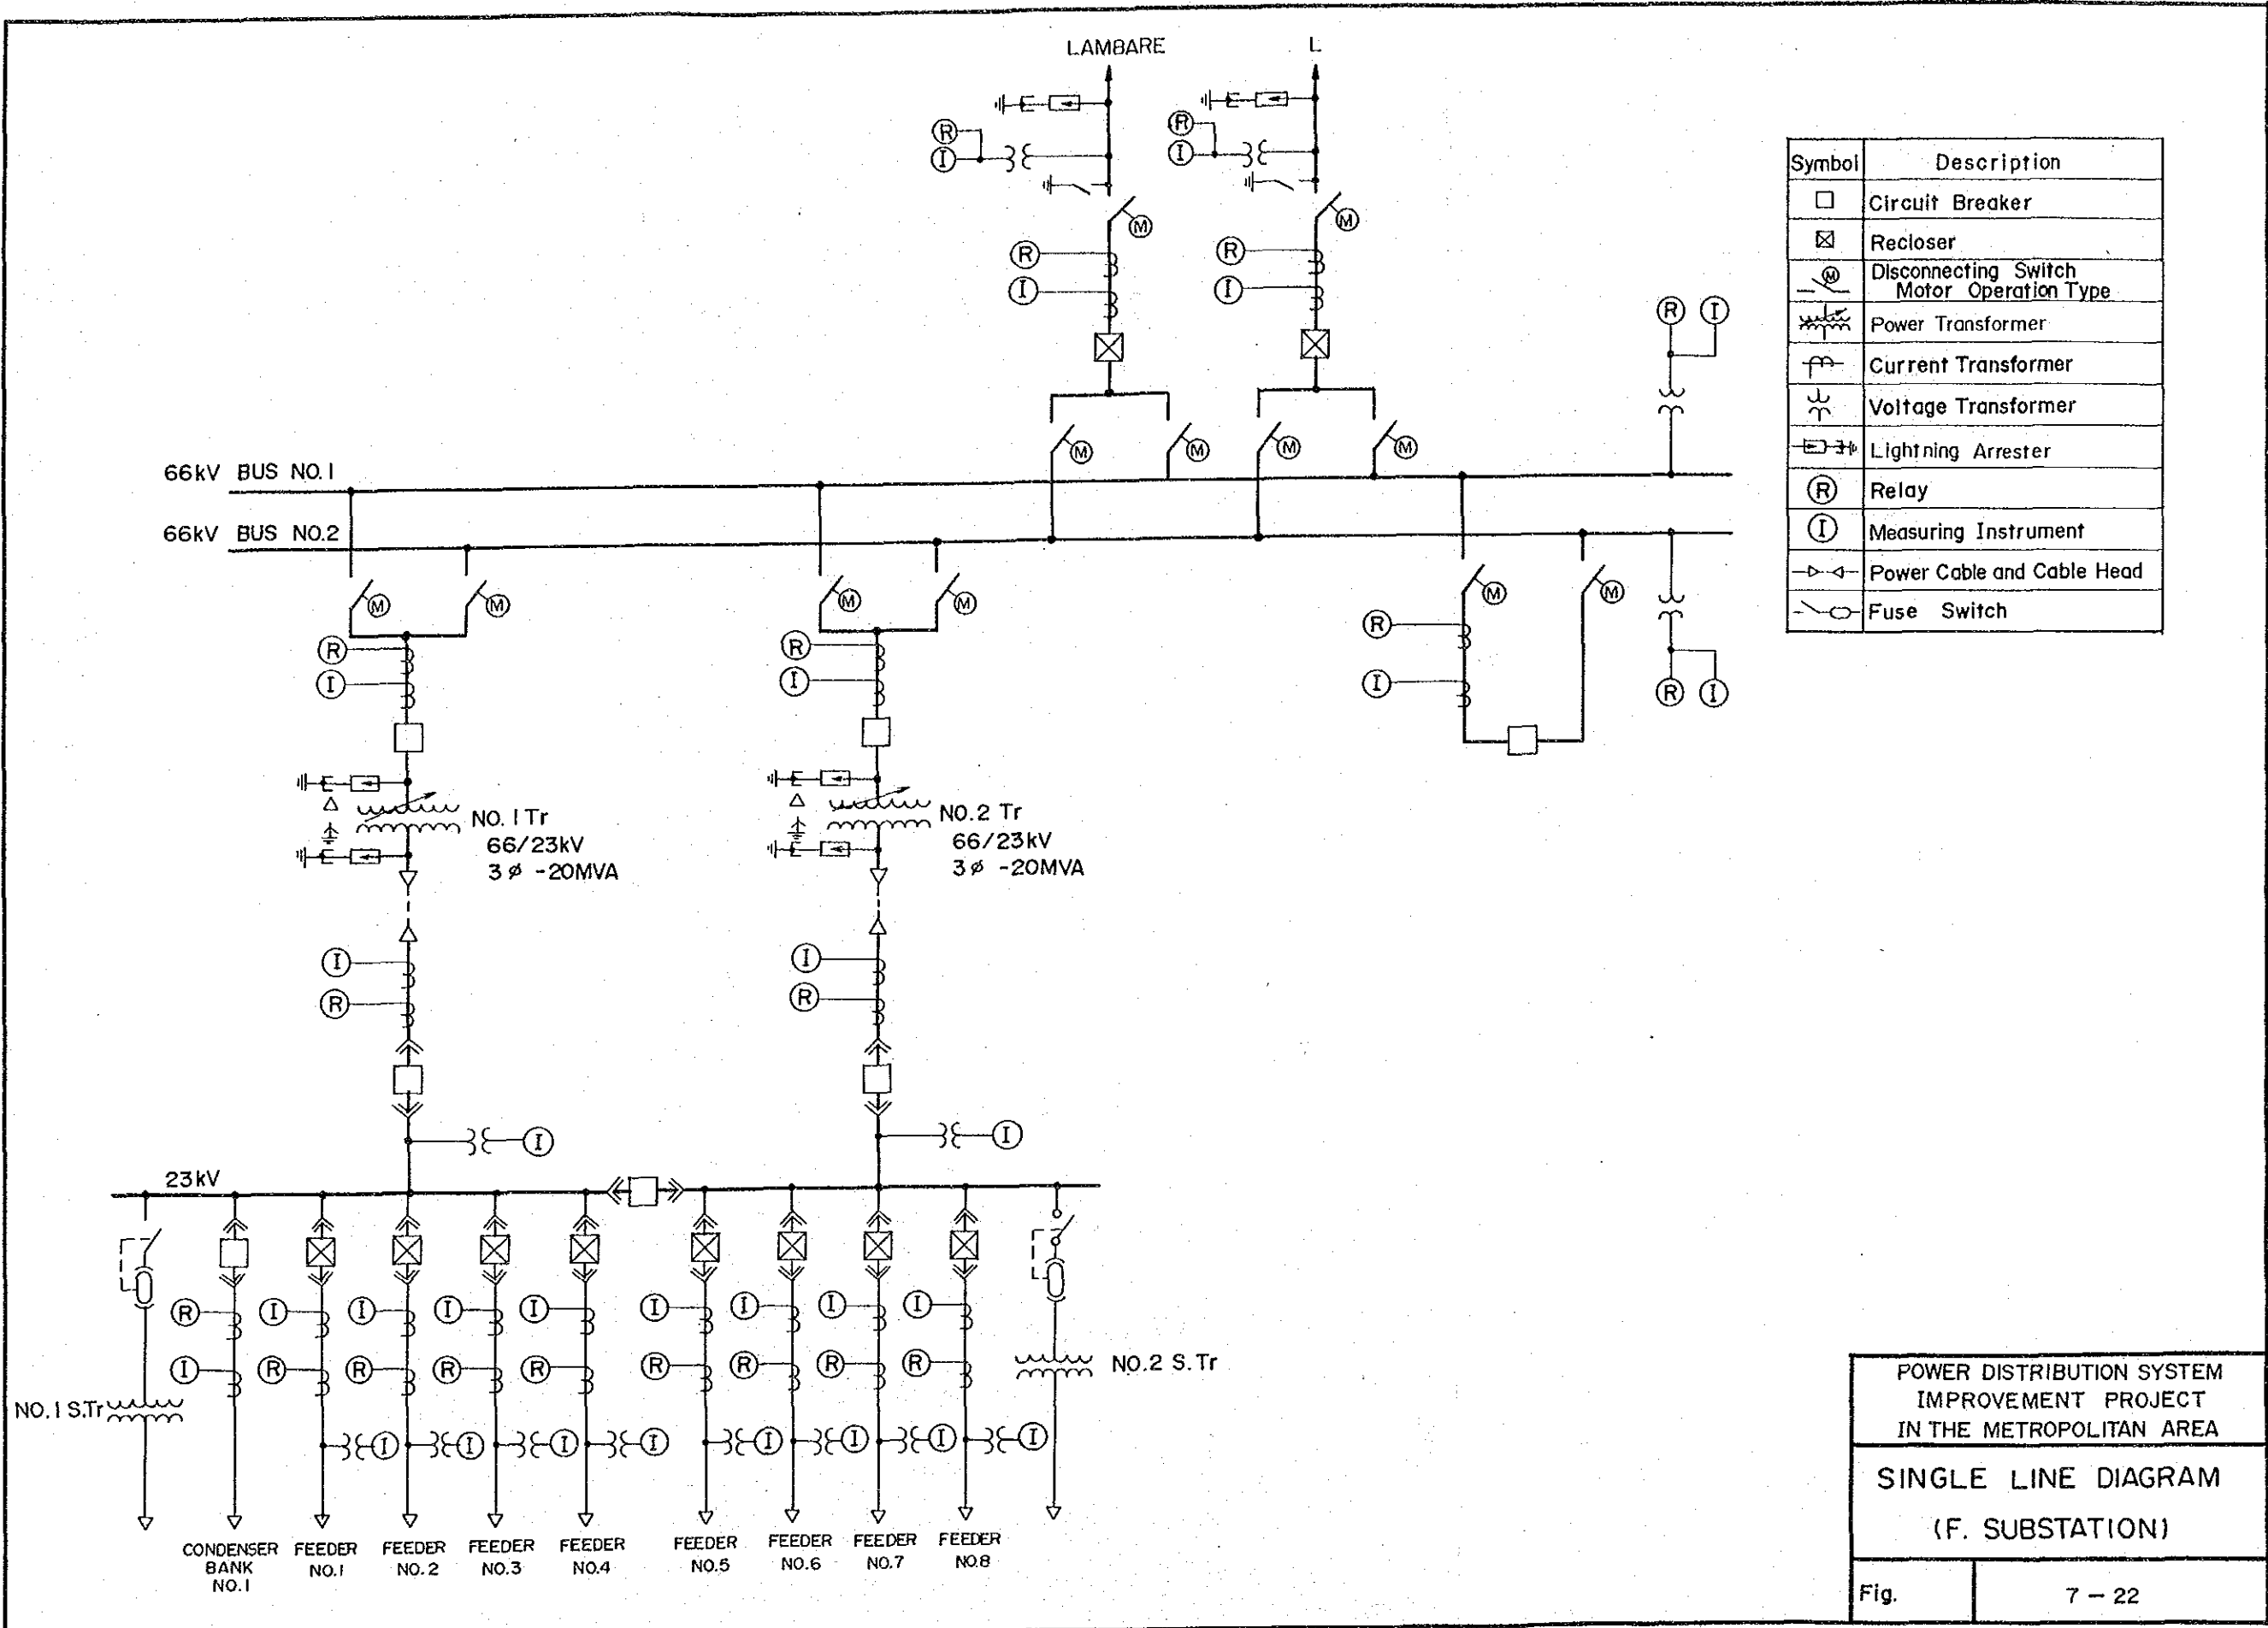 LAMBARE
L
R
I
R
I
M
M
R
I
R
I
R
I
M
M
M
M
66kV BUS NO.1
66kV BUS NO.2
M
M
M
M
M
M
R
I
R
I
R
I
R
I
NO.1 Tr
66/23kV
3ø -20MVA
NO.2 Tr
66/23kV
3ø -20MVA
I
R
I
R
I
I
23kV
R
I
I
I
I
I
I
I
I
I
I
R
R
R
R
R
R
R
R
NO.1 S.Tr
NO.2 S.Tr
I
I
I
I
I
I
I
I
CONDENSER
BANK
NO.1
FEEDER
NO.1
FEEDER
NO.2
FEEDER
NO.3
FEEDER
NO.4
FEEDER
NO.5
FEEDER
NO.6
FEEDER
NO.7
FEEDER
NO.8
Symbol Description
Circuit Breaker
Recloser
M Disconnecting Switch
Motor Operation Type
Power Transformer
Current Transformer
Voltage Transformer
Lightning Arrester
R Relay
I Measuring Instrument
Power Cable and Cable Head
Fuse Switch
POWER DISTRIBUTION SYSTEM
IMPROVEMENT PROJECT
IN THE METROPOLITAN AREA
SINGLE LINE DIAGRAM
(F. SUBSTATION)
Fig. 7 - 22